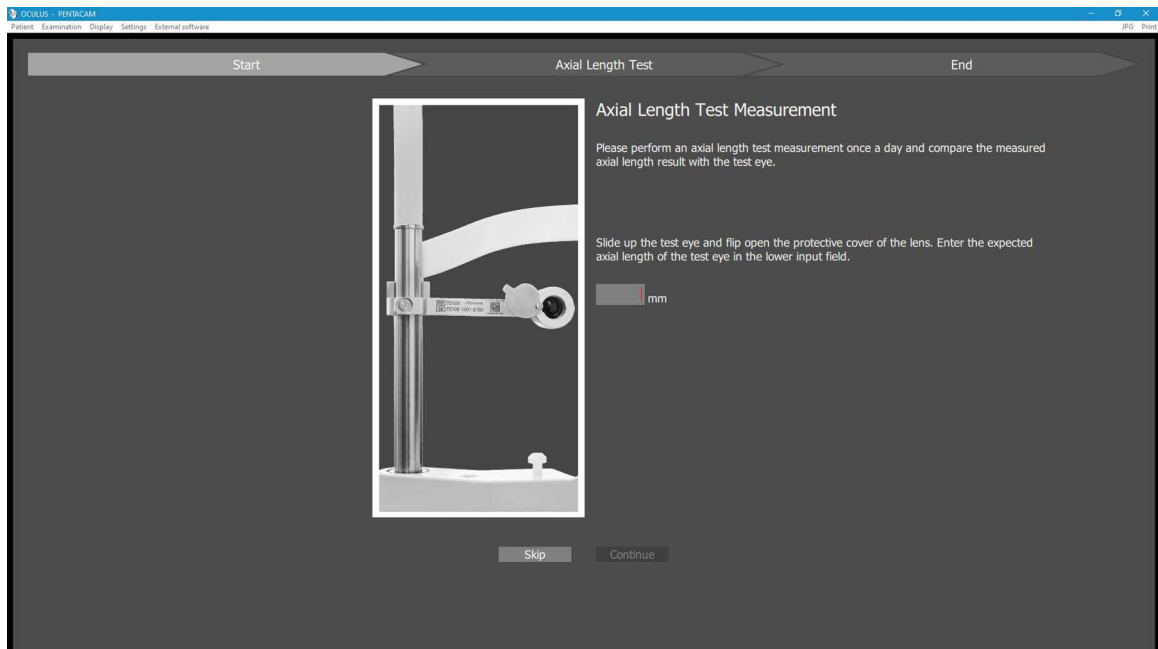 OCULUS - PENTACAM
Patient Examination Display Settings External software
JPG Print
Start
Axial Length Test
End
Axial Length Test Measurement
Please perform an axial length test measurement once a day and compare the measured
axial length result with the test eye.
Slide up the test eye and flip open the protective cover of the lens. Enter the expected
axial length of the test eye in the lower input field.
mm
REF 70104
SN
Skip
Continue